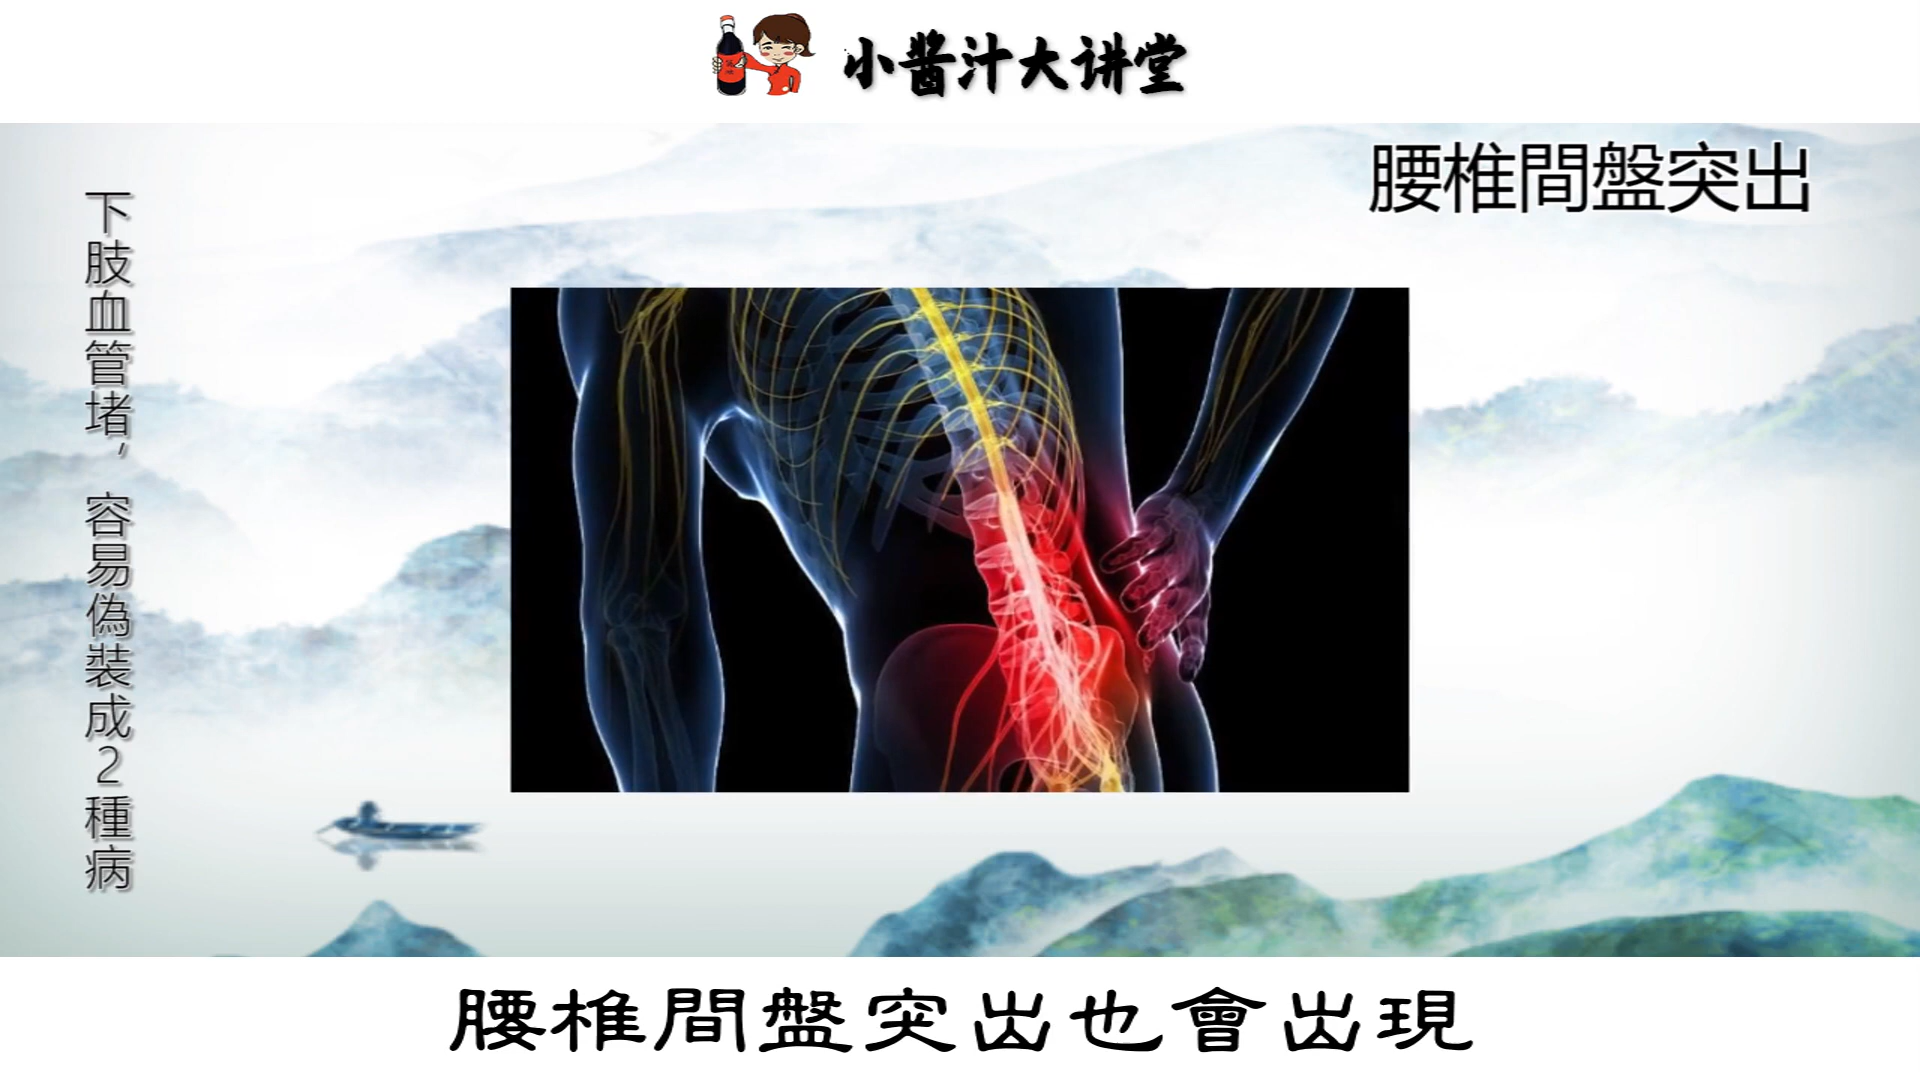 小酱汁大讲堂
腰椎間盤突出
下肢血管堵，容易偽裝成2種病
腰椎間盤突出也會出現